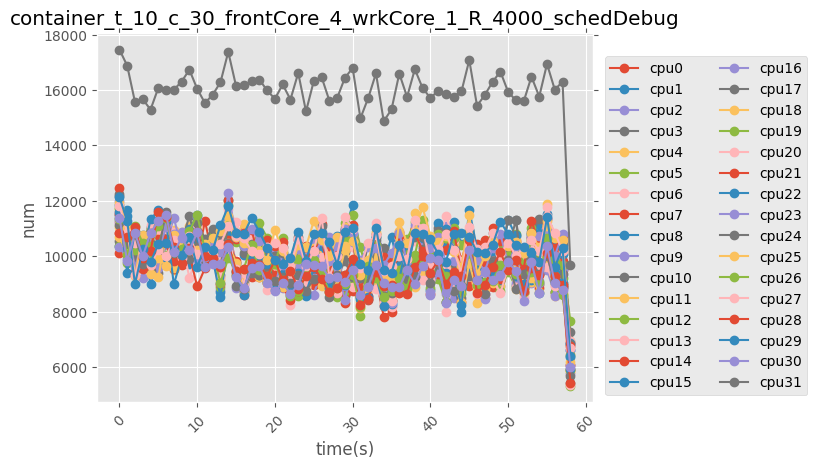 container_t_10_c_30_frontCore_4_wrkCore_1_R_4000_schedDebug
18000
16000
14000
12000
10000
8000
6000
num
0
10
20
30
40
50
60
time(s)
cpu0
cpu1
cpu2
cpu3
cpu4
cpu5
cpu6
cpu7
cpu8
cpu9
cpu10
cpu11
cpu12
cpu13
cpu14
cpu15
cpu16
cpu17
cpu18
cpu19
cpu20
cpu21
cpu22
cpu23
cpu24
cpu25
cpu26
cpu27
cpu28
cpu29
cpu30
cpu31